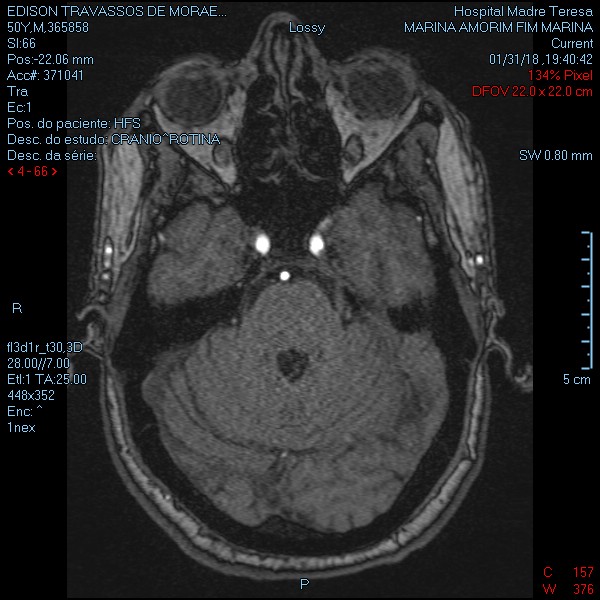 EDISON TRAVASSOS DE MORAE...
50Y,M,365858
Sl:66
Pos:-22.06 mm
Acc#: 371041
Tra
Ec:1
Pos. do paciente: HFS
Desc. do estudo: CRANIO^ROTINA
Desc. da série:
< 4 - 66 >
Lossy
Hospital Madre Teresa
MARINA AMORIM FIM MARINA
Current
01/31/18 ,19:40:42
134% Pixel
DFOV 22.0 x 22.0 cm
SW 0.80 mm
R
fl3d1r_t30,3D
28.00//7.00
Etl:1 TA:25.00
448x352
Enc: ^
1nex
5 cm
P
C 157
W 376